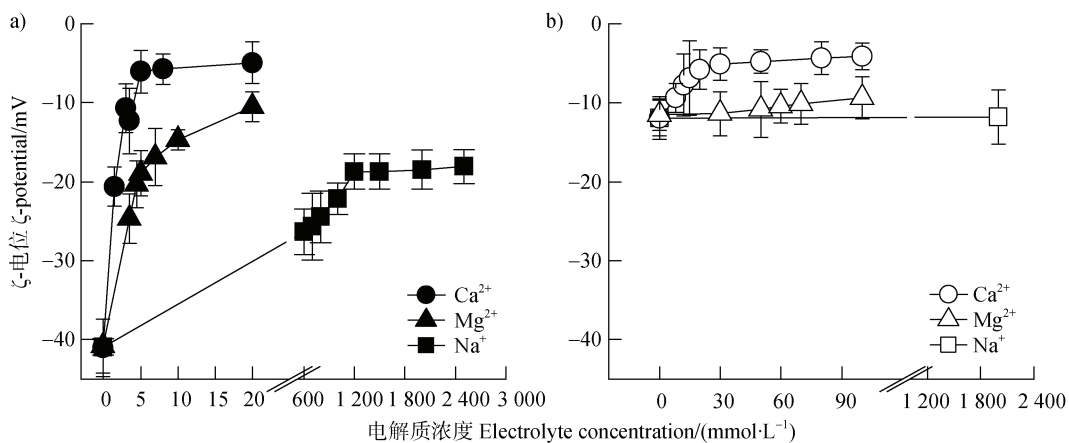 a)
0
−10
−20
−30
−40
ζ-电位 ζ-potential/mV
Ca²⁺
Mg²⁺
Na⁺
0 5 10 20 600 1 200 1 800 2 400 3 000
b)
0
−10
−20
−30
−40
Ca²⁺
Mg²⁺
Na⁺
0 30 60 90 1 200 1 800 2 400
电解质浓度 Electrolyte concentration/(mmol·L⁻¹)